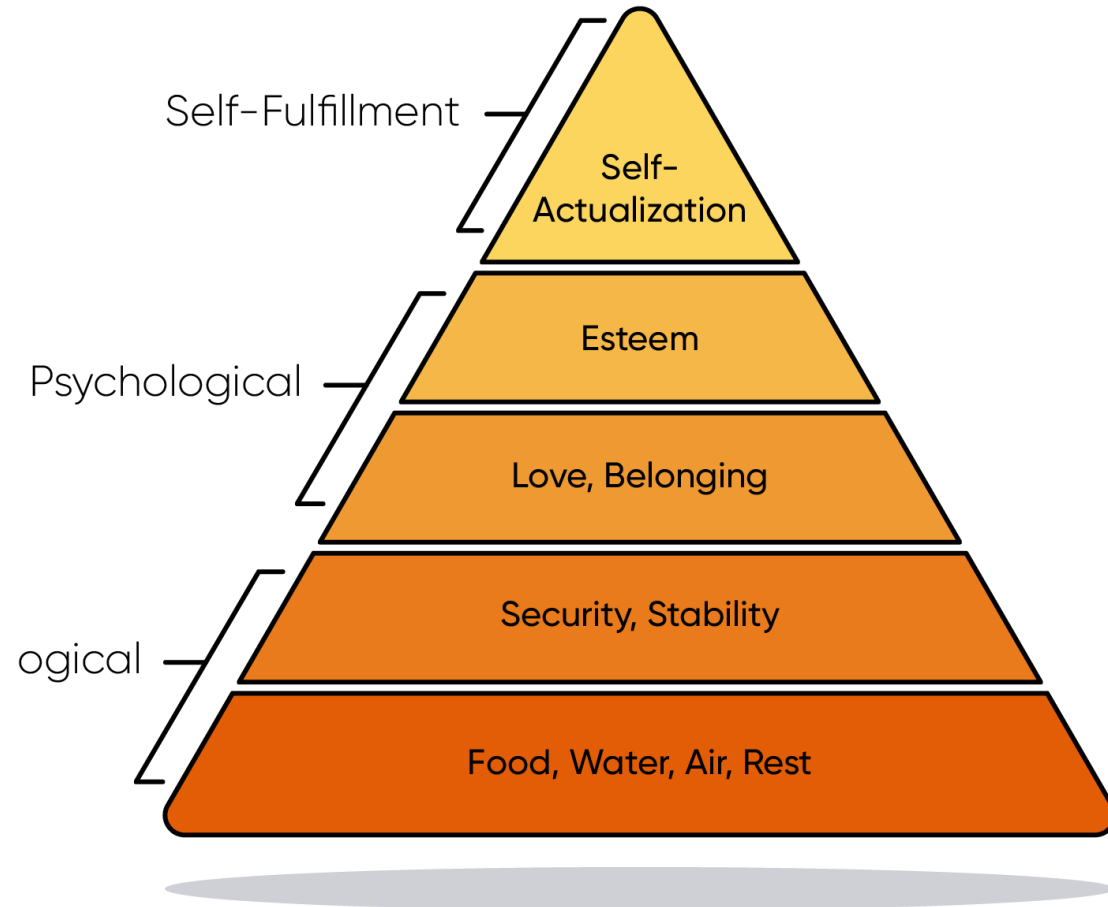 Self-Fulfillment
Self-
Actualization
Esteem
Psychological
Love, Belonging
Security, Stability
ogical
Food, Water, Air, Rest